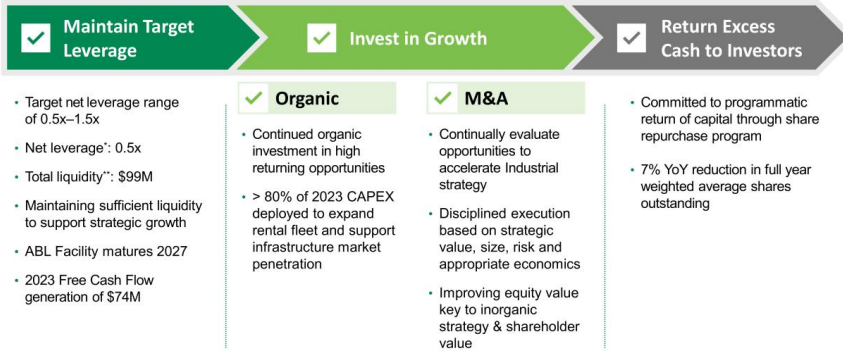 Maintain Target
Leverage
Invest in Growth
Return Excess
Cash to Investors
• Target net leverage range
of 0.5x–1.5x
• Net leverage*: 0.5x
• Total liquidity**: $99M
• Maintaining sufficient liquidity
to support strategic growth
• ABL Facility matures 2027
• 2023 Free Cash Flow
generation of $74M
Organic
• Continued organic
investment in high
returning opportunities
• > 80% of 2023 CAPEX
deployed to expand
rental fleet and support
infrastructure market
penetration
M&A
• Continually evaluate
opportunities to
accelerate Industrial
strategy
• Disciplined execution
based on strategic
value, size, risk and
appropriate economics
• Improving equity value
key to inorganic
strategy & shareholder
value
• Committed to programmatic
return of capital through share
repurchase program
• 7% YoY reduction in full year
weighted average shares
outstanding